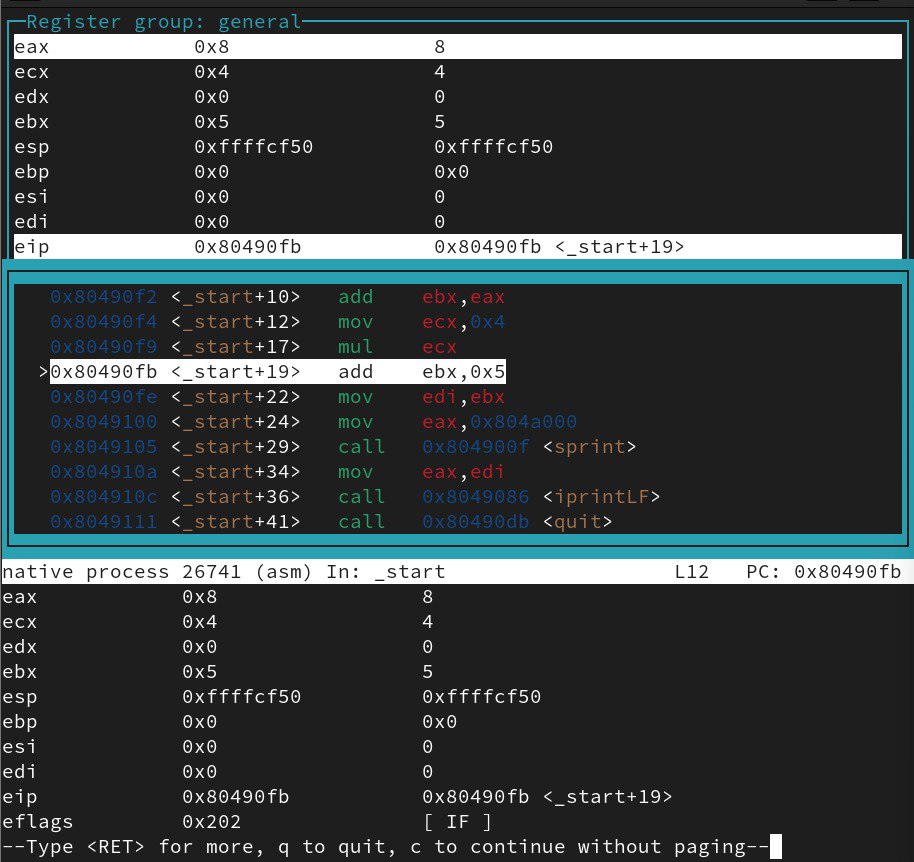 Register group: general
eax 0x8 8
ecx 0x4 4
edx 0x0 0
ebx 0x5 5
esp 0xffffcf50 0xffffcf50
ebp 0x0 0x0
esi 0x0 0
edi 0x0 0
eip 0x80490fb 0x80490fb <_start+19>
0x80490f2 <_start+10> add ebx,eax
0x80490f4 <_start+12> mov ecx,0x4
0x80490f9 <_start+17> mul ecx
>0x80490fb <_start+19> add ebx,0x5
0x80490fe <_start+22> mov edi,ebx
0x8049100 <_start+24> mov eax,0x804a000
0x8049105 <_start+29> call 0x804900f <sprint>
0x804910a <_start+34> mov eax,edi
0x804910c <_start+36> call 0x8049086 <iprintLF>
0x8049111 <_start+41> call 0x80490db <quit>
native process 26741 (asm) In: _start L12 PC: 0x80490fb
eax 0x8 8
ecx 0x4 4
edx 0x0 0
ebx 0x5 5
esp 0xffffcf50 0xffffcf50
ebp 0x0 0x0
esi 0x0 0
edi 0x0 0
eip 0x80490fb 0x80490fb <_start+19>
eflags 0x202 [ IF ]
--Type <RET> for more, q to quit, c to continue without paging--